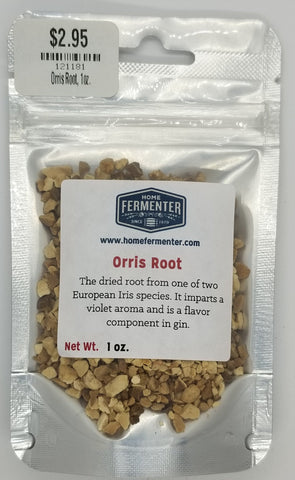 $2.95
121181
Orris Root, 1oz.
HOME
FERMENTER
SINCE 1970
www.homefermenter.com
Orris Root
The dried root from one of two
European Iris species. It imparts a
violet aroma and is a flavor
component in gin.
Net Wt. 1 oz.